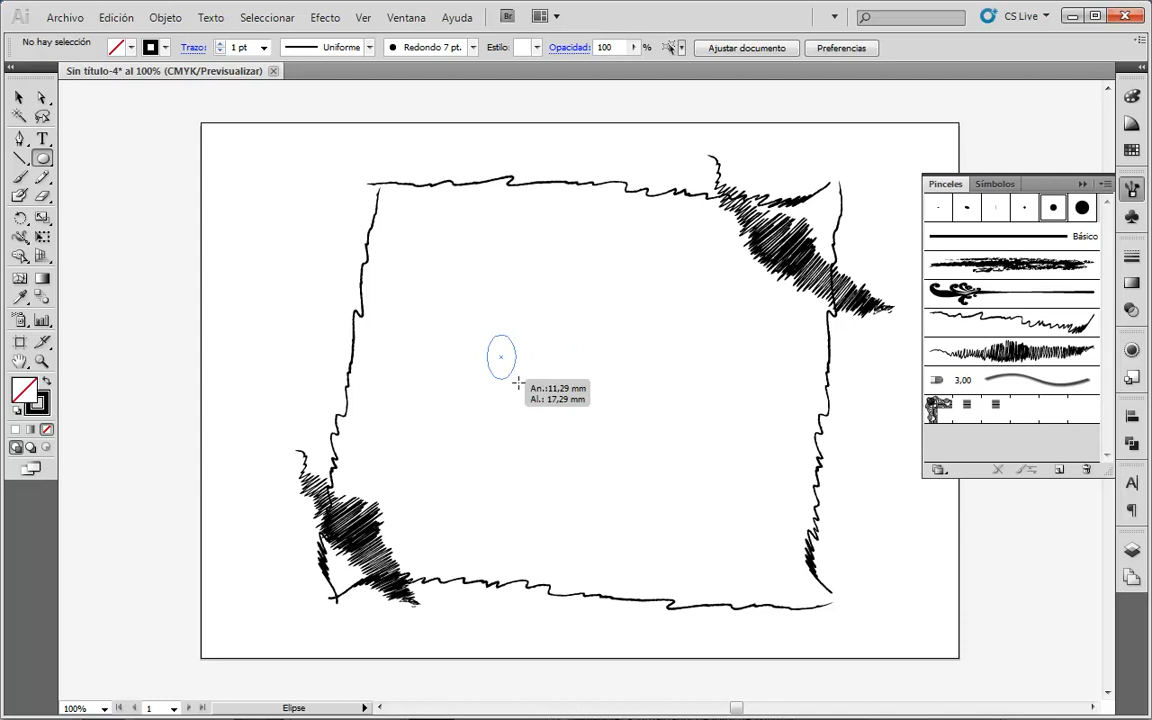 Ai Archivo Edición Objeto Texto Seleccionar Efecto Ver Ventana Ayuda Br CS Live
No hay selección Trazo: 1 pt Uniforme Redondo 7 pt. Estilo: Opacidad: 100 % Ajustar documento Preferencias
Sin título-4* al 100% (CMYK/Previsualizar)
Pinceles Símbolos
Básico
3,00
An.:11,29 mm
Al.: 17,29 mm
100% 1 Elipse